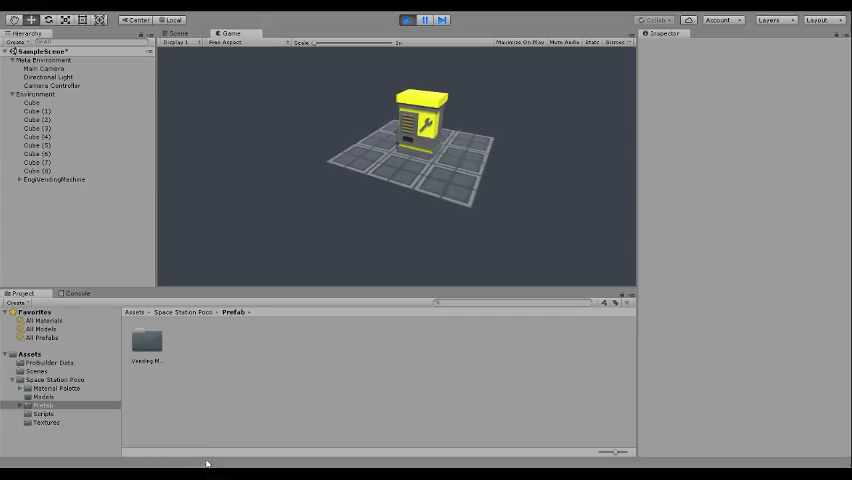 Center
Local
Collab
Account
Layers
Layout
Hierarchy
Scene
Game
Inspector
Create
All
Display 1
Free Aspect
Scale
1x
Maximize On Play
Mute Audio
Stats
Gizmos
SampleScene*
Meta Environment
Main Camera
Directional Light
Camera Controller
Environment
Cube
Cube (1)
Cube (2)
Cube (3)
Cube (4)
Cube (5)
Cube (6)
Cube (7)
Cube (8)
EngiVendingMachine
Project
Console
Create
Favorites
All Materials
All Models
All Prefabs
Assets
ProBuilder Data
Scenes
Space Station Poco
Material Palette
Models
Prefab
Scripts
Textures
Assets
Space Station Poco
Prefab
Vending M...